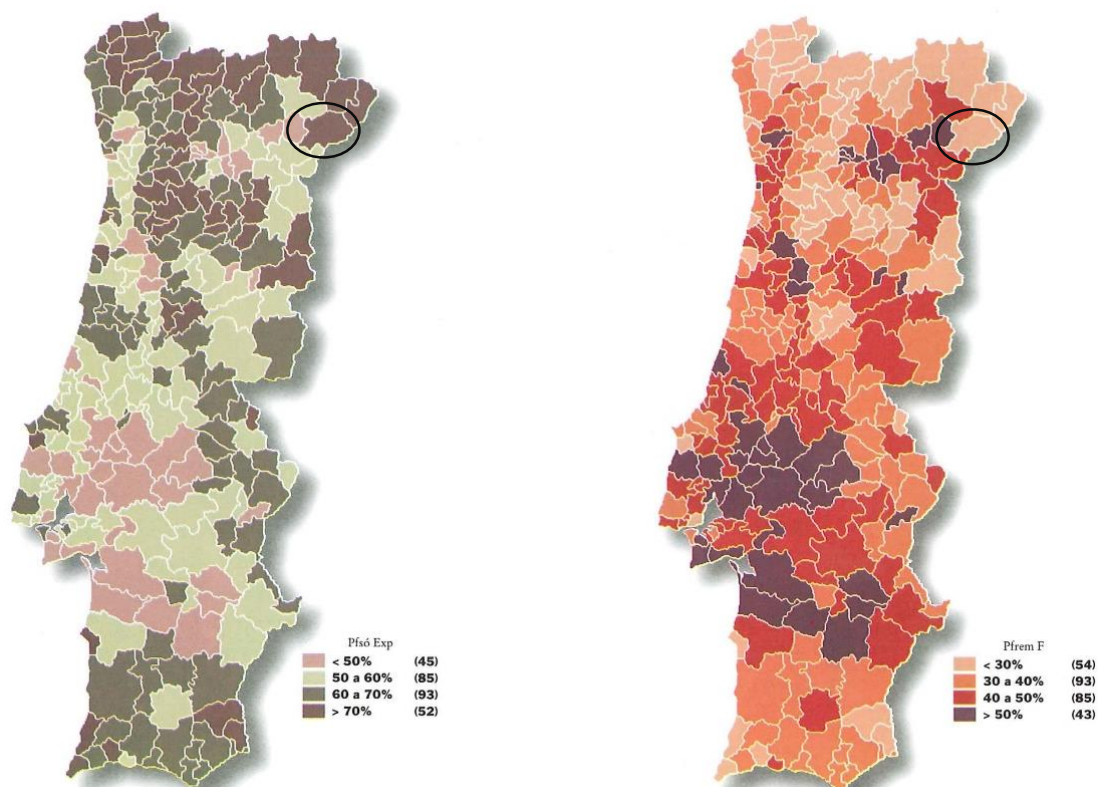 Pfsó Exp
< 50% (45)
50 a 60% (85)
60 a 70% (93)
> 70% (52)
Pfrem F
< 30% (54)
30 a 40% (93)
40 a 50% (85)
> 50% (43)